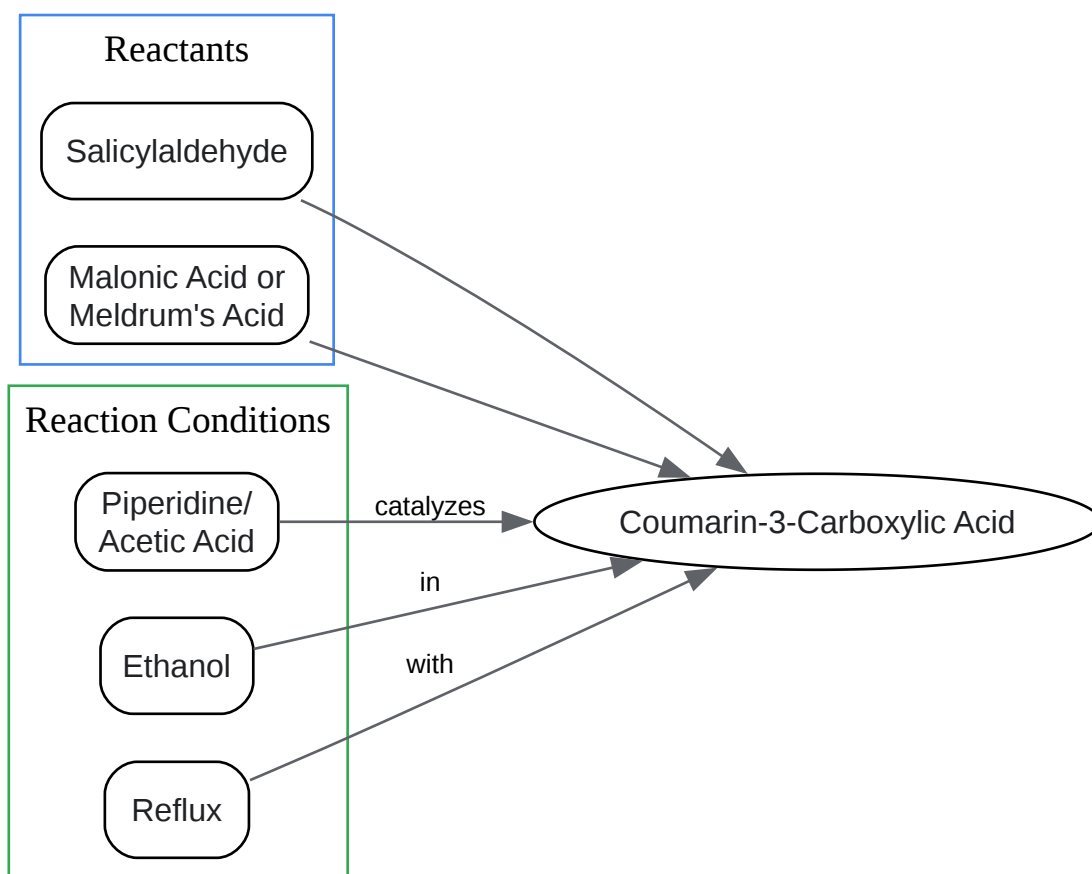 Reactants
Salicylaldehyde
Malonic Acid or
Meldrum's Acid
Reaction Conditions
Piperidine/
Acetic Acid
catalyzes
Coumarin-3-Carboxylic Acid
in
Ethanol
with
Reflux